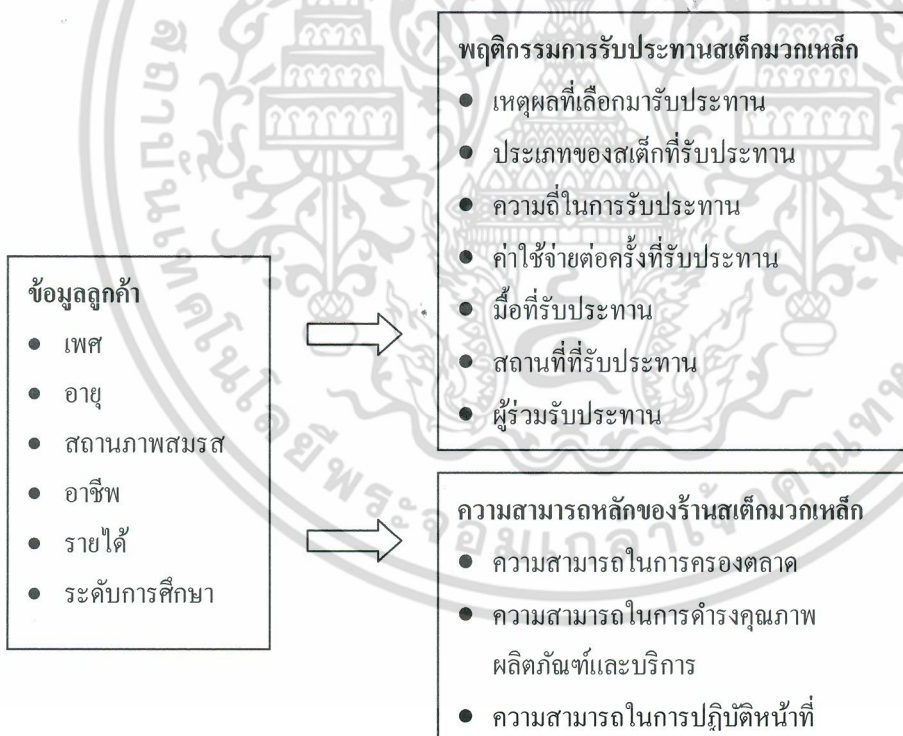 พฤติกรรมการรับประทานสเต็กมวกเหล็ก
● เหตุผลที่เลือกมารับประทาน
● ประเภทของสเต็กที่รับประทาน
● ความถี่ในการรับประทาน
● ค่าใช้จ่ายต่อครั้งที่รับประทาน
● มื้อที่รับประทาน
● สถานที่ที่รับประทาน
● ผู้ร่วมรับประทาน
ข้อมูลลูกค้า
● เพศ
● อายุ
● สถานภาพสมรส
● อาชีพ
● รายได้
● ระดับการศึกษา
ความสามารถหลักของร้านสเต็กมวกเหล็ก
● ความสามารถในการครองตลาด
● ความสามารถในการดำรงคุณภาพ
ผลิตภัณฑ์และบริการ
● ความสามารถในการปฏิบัติหน้าที่